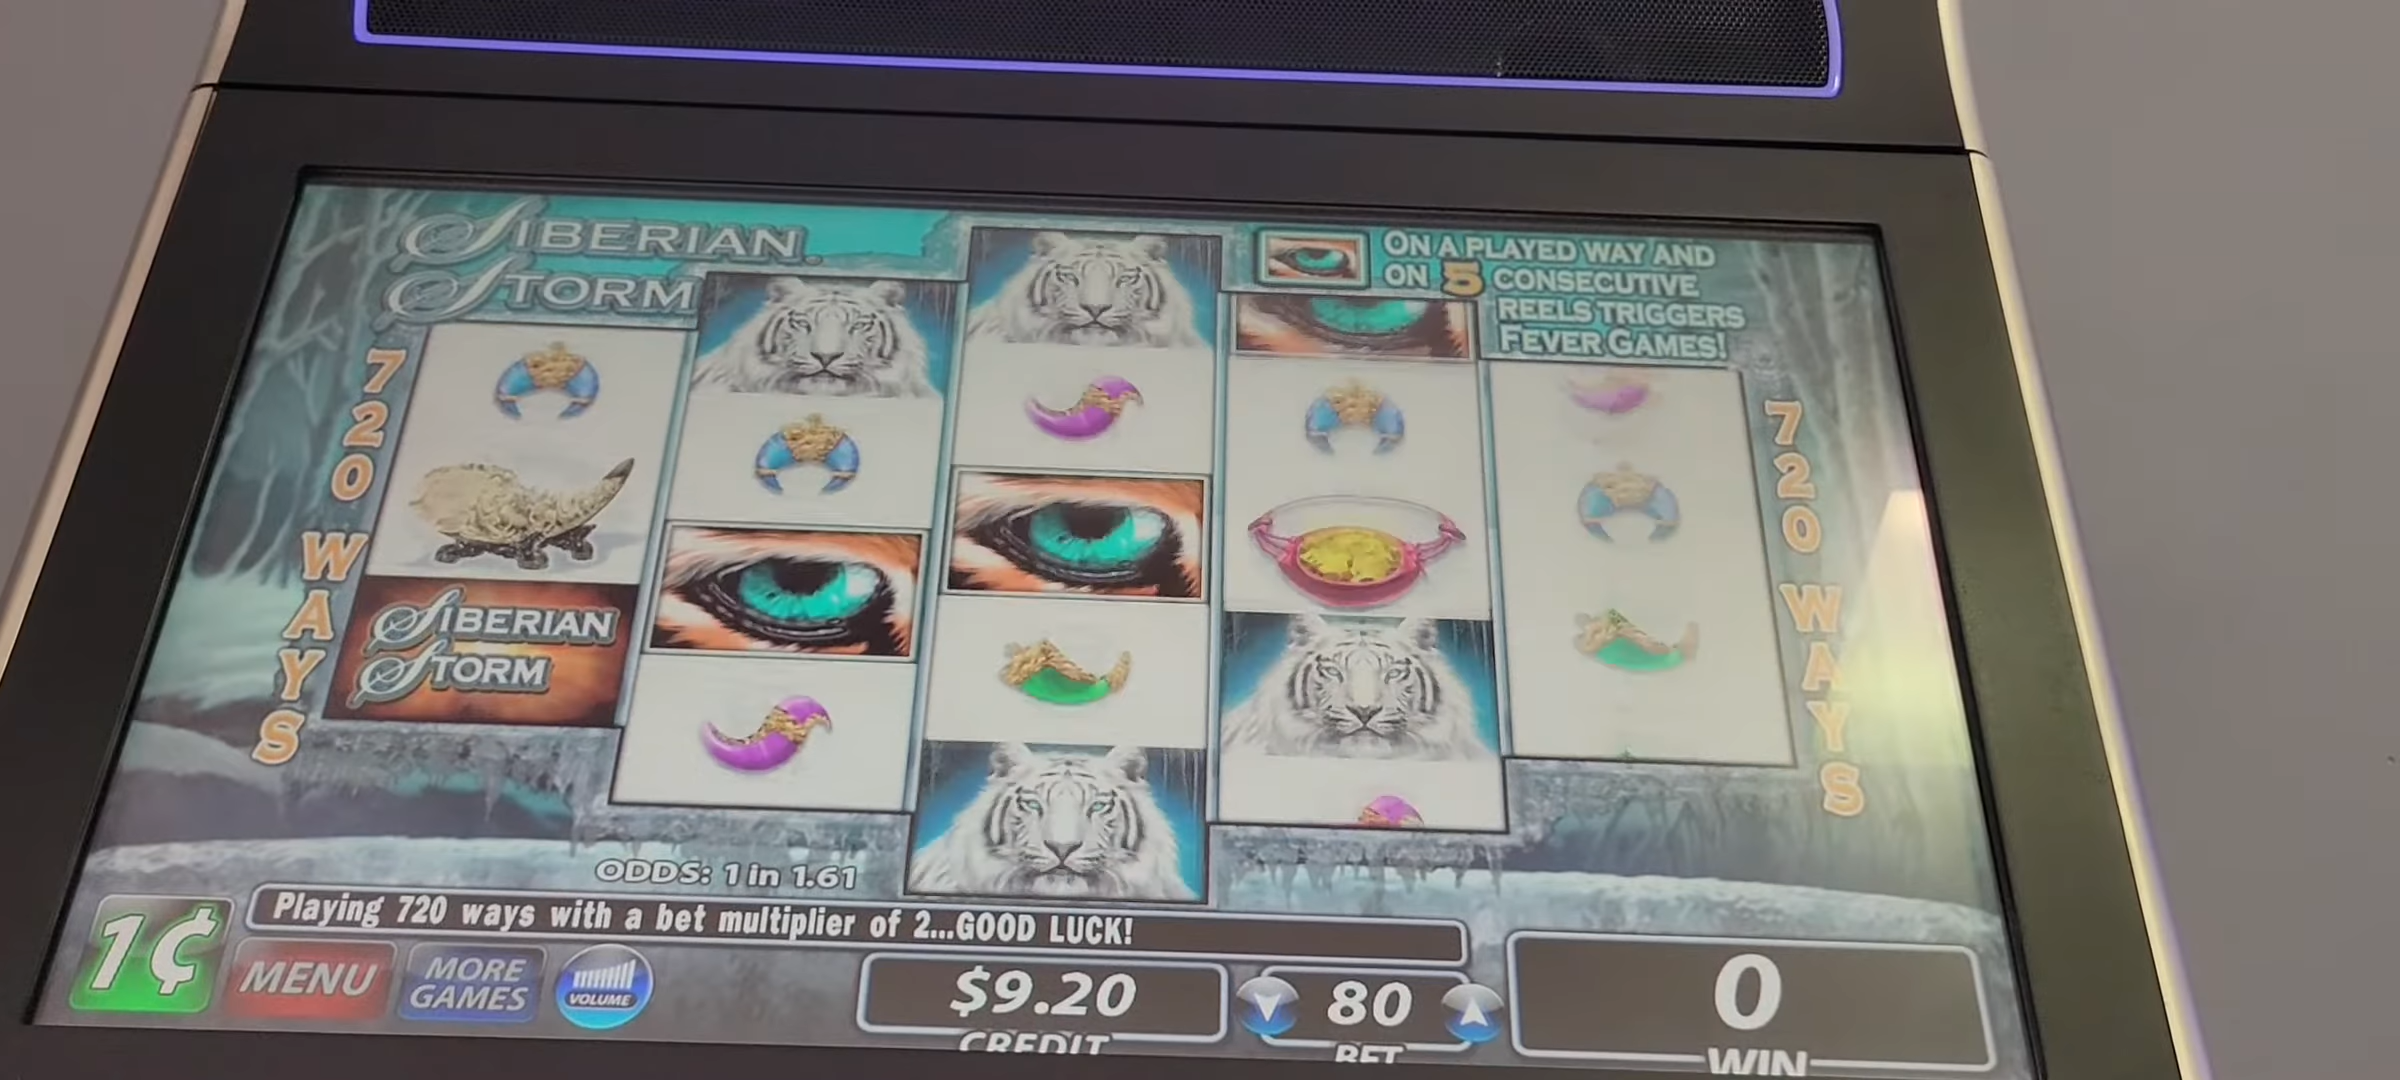 SIBERIAN
STORM
ON A PLAYED WAY AND
ON 5 CONSECUTIVE
REELS TRIGGERS
FEVER GAMES!
720 WAYS
720 WAYS
SIBERIAN
STORM
ODDS: 1 in 1.61
Playing 720 ways with a bet multiplier of 2...GOOD LUCK!
1¢
MENU
MORE
GAMES
VOLUME
$9.20
CREDIT
80
BET
0
WIN